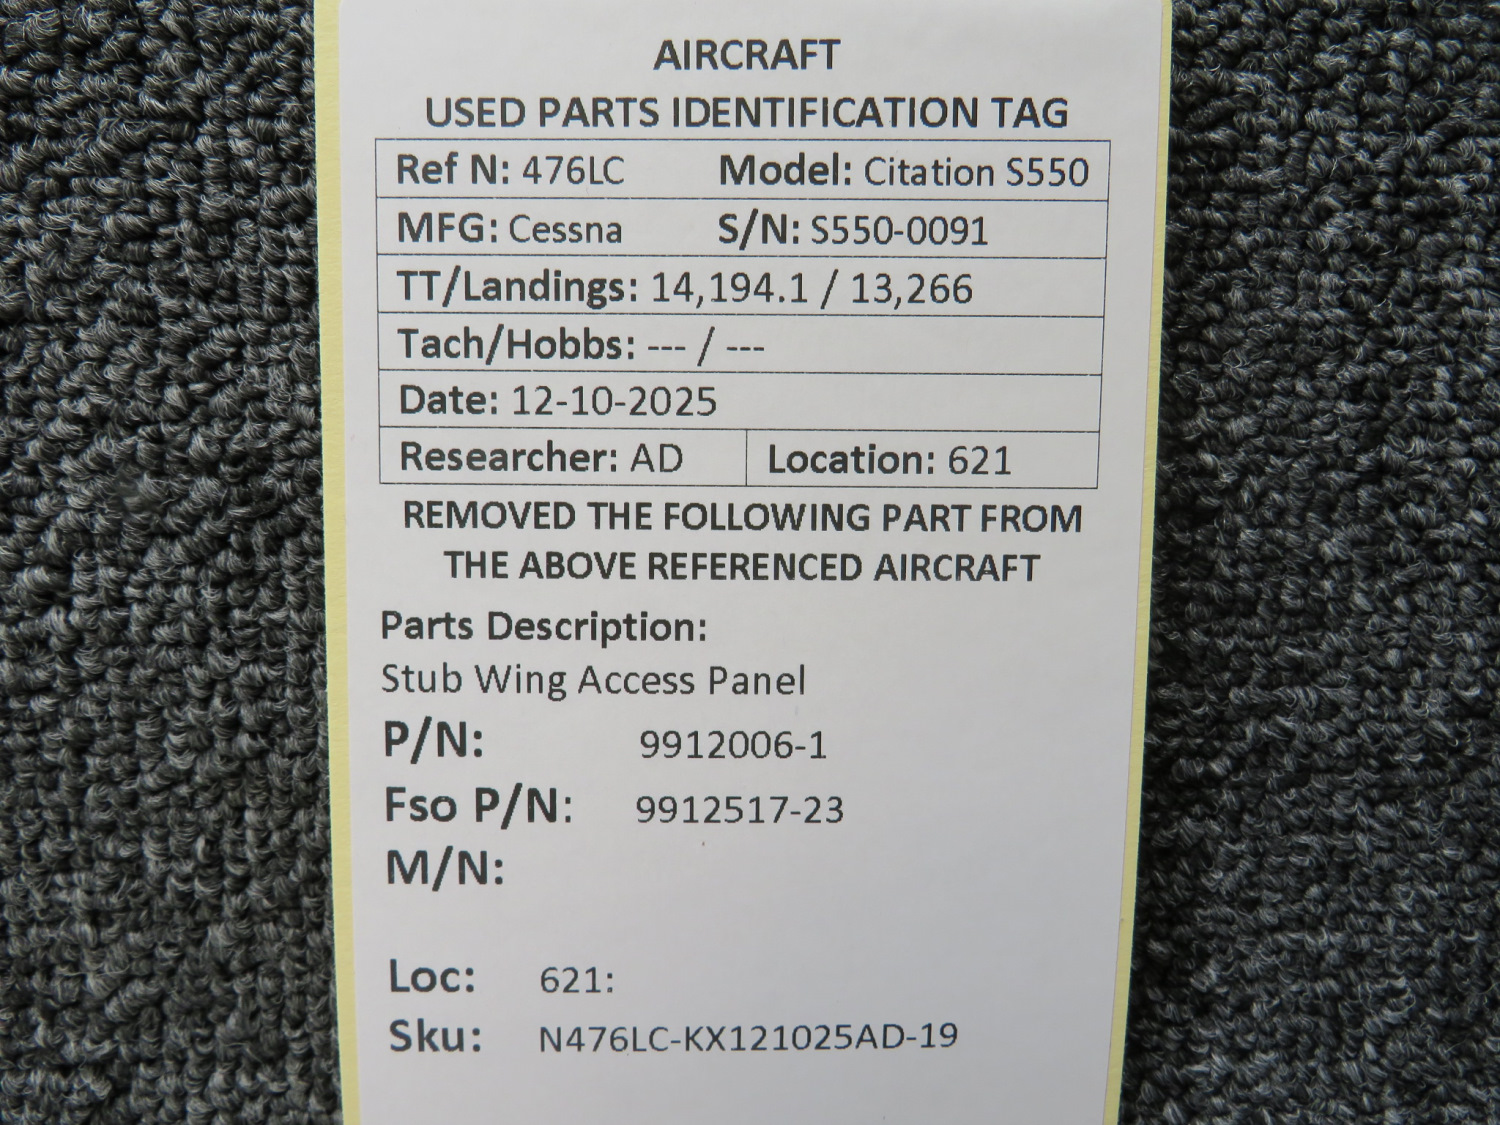 AIRCRAFT
USED PARTS IDENTIFICATION TAG
Ref N: 476LC Model: Citation S550
MFG: Cessna S/N: S550-0091
TT/Landings: 14,194.1 / 13,266
Tach/Hobbs: --- / ---
Date: 12-10-2025
Researcher: AD Location: 621
REMOVED THE FOLLOWING PART FROM
THE ABOVE REFERENCED AIRCRAFT
Parts Description:
Stub Wing Access Panel
P/N: 9912006-1
Fso P/N: 9912517-23
M/N:
Loc: 621:
Sku: N476LC-KX121025AD-19